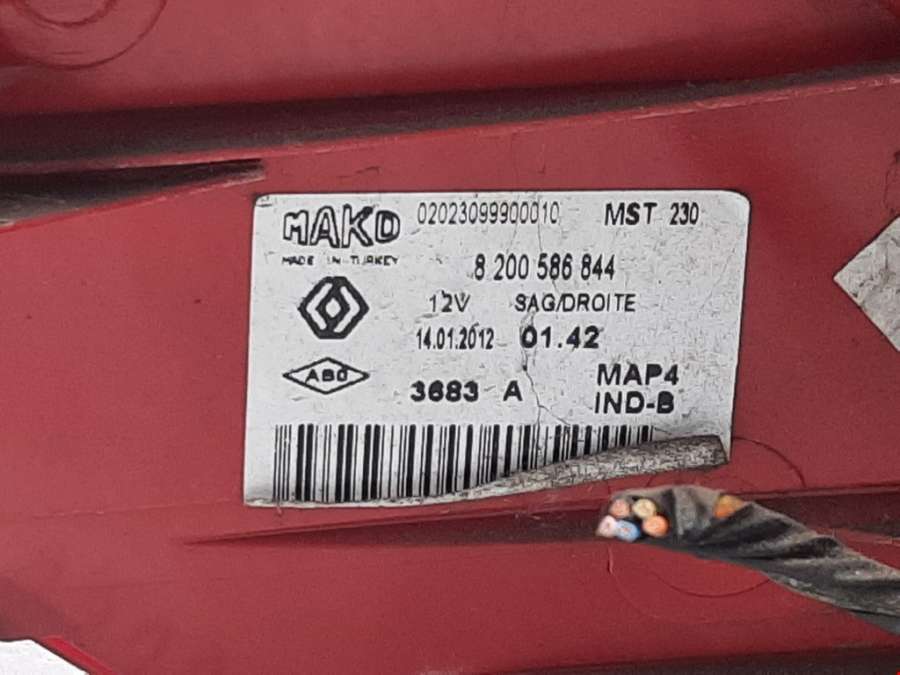 MAKO 02023099900010 MST 230
MADE IN TURKEY
8 200 586 844
12V SAG/DROITE
14.01.2012 01.42
ABC
3683 A MAP4
IND-B